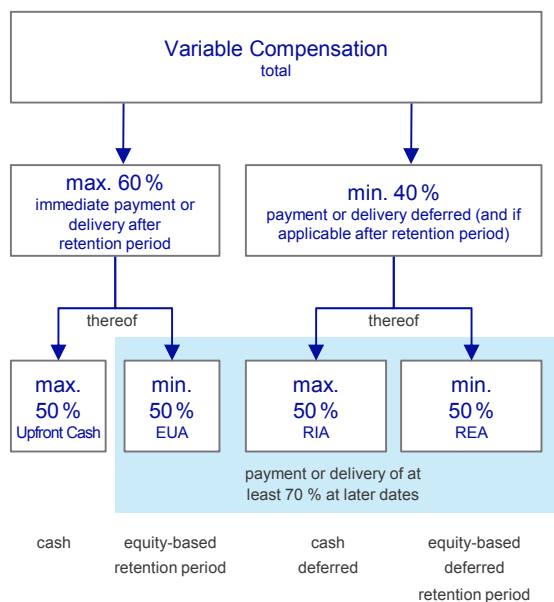 Variable Compensation
total
max. 60 %
immediate payment or
delivery after
retention period
min. 40 %
payment or delivery deferred (and if
applicable after retention period)
thereof
thereof
max.
50 %
Upfront Cash
min.
50 %
EUA
max.
50 %
RIA
min.
50 %
REA
payment or delivery of at
least 70 % at later dates
cash
equity-based
retention period
cash
deferred
equity-based
deferred
retention period